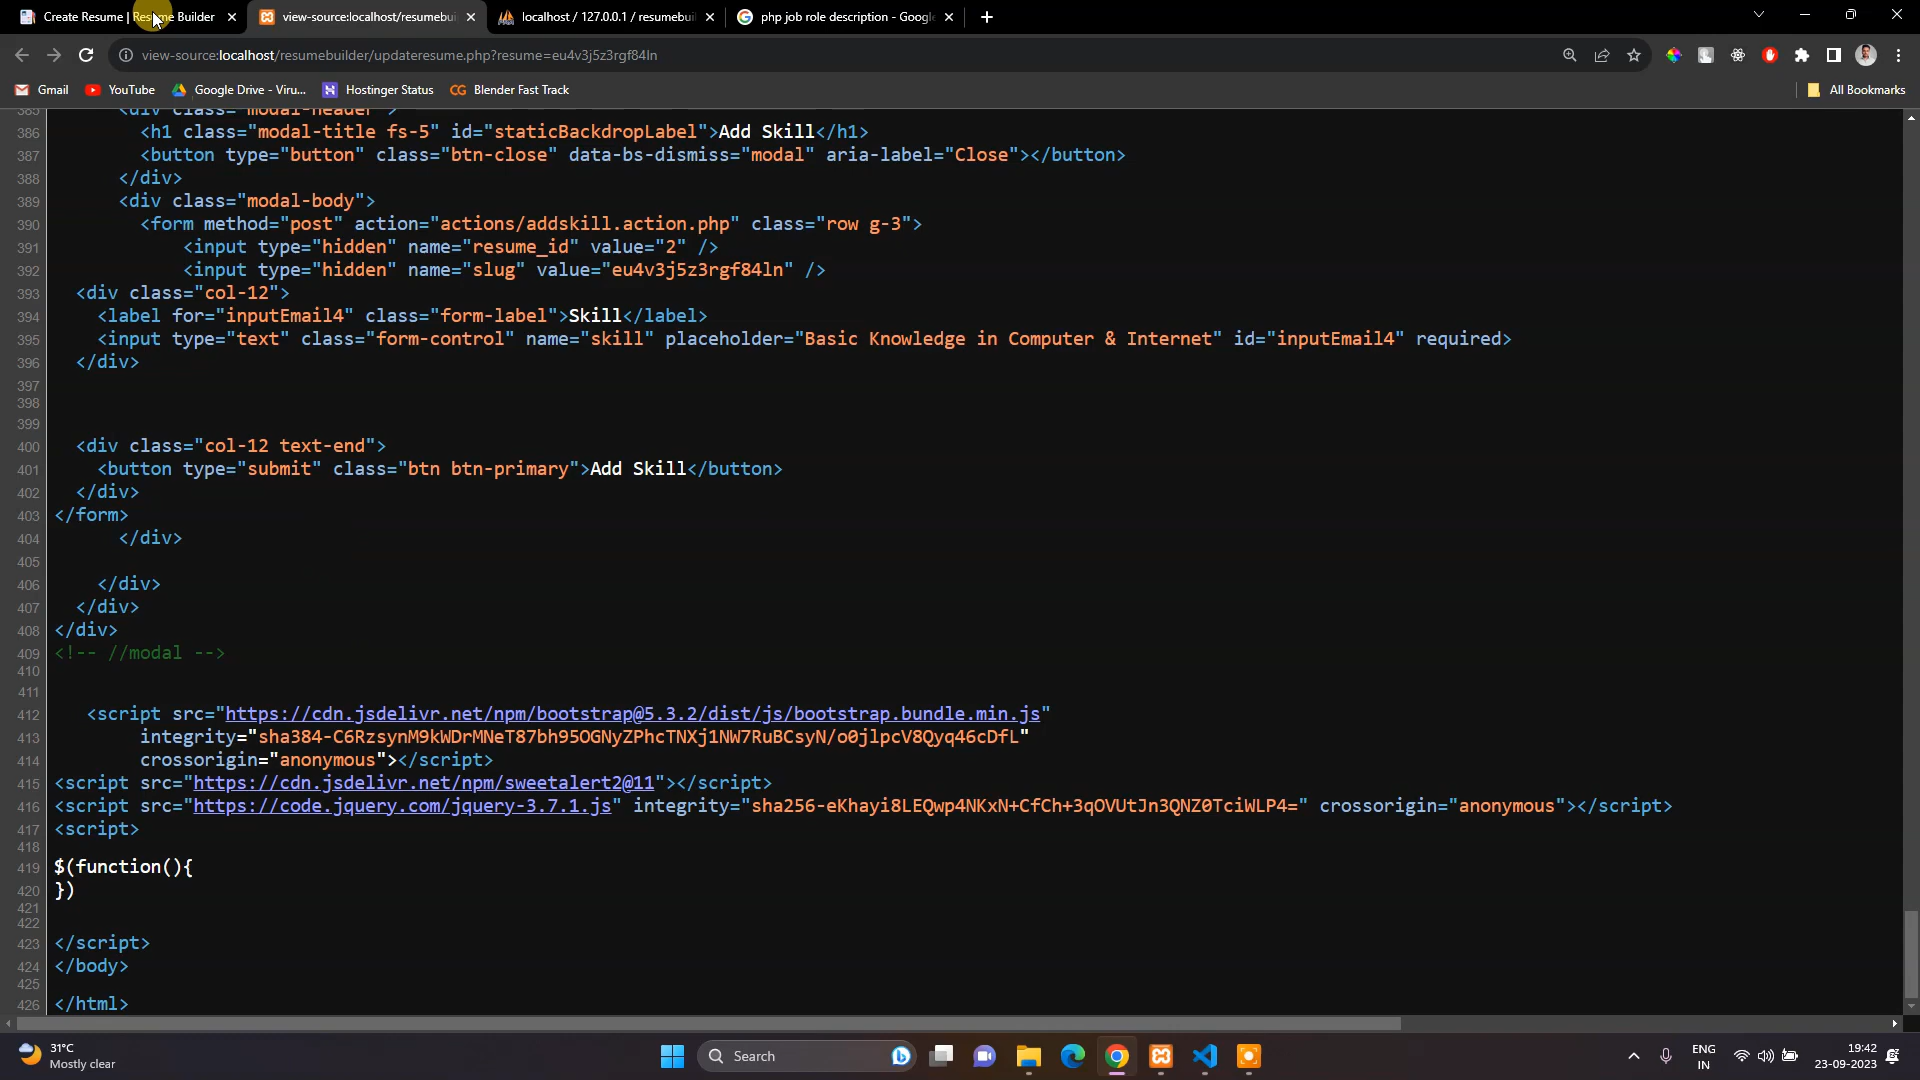 Create Resume | Resume Builder
view-source:localhost/resumebui
localhost / 127.0.0.1 / resumebui
php job role description - Google
view-source:localhost/resumebuilder/updateresume.php?resume=eu4v3j5z3rgf84ln
Gmail
YouTube
Google Drive - Viru...
Hostinger Status
CG Blender Fast Track
All Bookmarks
385 <div class="modal-header">
386 <h1 class="modal-title fs-5" id="staticBackdropLabel">Add Skill</h1>
387 <button type="button" class="btn-close" data-bs-dismiss="modal" aria-label="Close"></button>
388 </div>
389 <div class="modal-body">
390 <form method="post" action="actions/addskill.action.php" class="row g-3">
391 <input type="hidden" name="resume_id" value="2" />
392 <input type="hidden" name="slug" value="eu4v3j5z3rgf84ln" />
393 <div class="col-12">
394 <label for="inputEmail4" class="form-label">Skill</label>
395 <input type="text" class="form-control" name="skill" placeholder="Basic Knowledge in Computer & Internet" id="inputEmail4" required>
396 </div>
397
398
399
400 <div class="col-12 text-end">
401 <button type="submit" class="btn btn-primary">Add Skill</button>
402 </div>
403 </form>
404 </div>
405
406 </div>
407 </div>
408 </div>
409 <!-- //modal -->
410
411
412 <script src="https://cdn.jsdelivr.net/npm/bootstrap@5.3.2/dist/js/bootstrap.bundle.min.js"
413 integrity="sha384-C6RzsynM9kWDrMNeT87bh95OGNyZPhcTNXj1NW7RuBCsyN/o0jlpcV8Qyq46cDfL"
414 crossorigin="anonymous"></script>
415 <script src="https://cdn.jsdelivr.net/npm/sweetalert2@11"></script>
416 <script src="https://code.jquery.com/jquery-3.7.1.js" integrity="sha256-eKhayi8LEQwp4NKxN+CfCh+3qOVUtJn3QNZ0TciWLP4=" crossorigin="anonymous"></script>
417 <script>
418
419 $(function(){
420 })
421
422
423 </script>
424 </body>
425
426 </html>
31°C
Mostly clear
Search
ENG
IN
19:42
23-09-2023